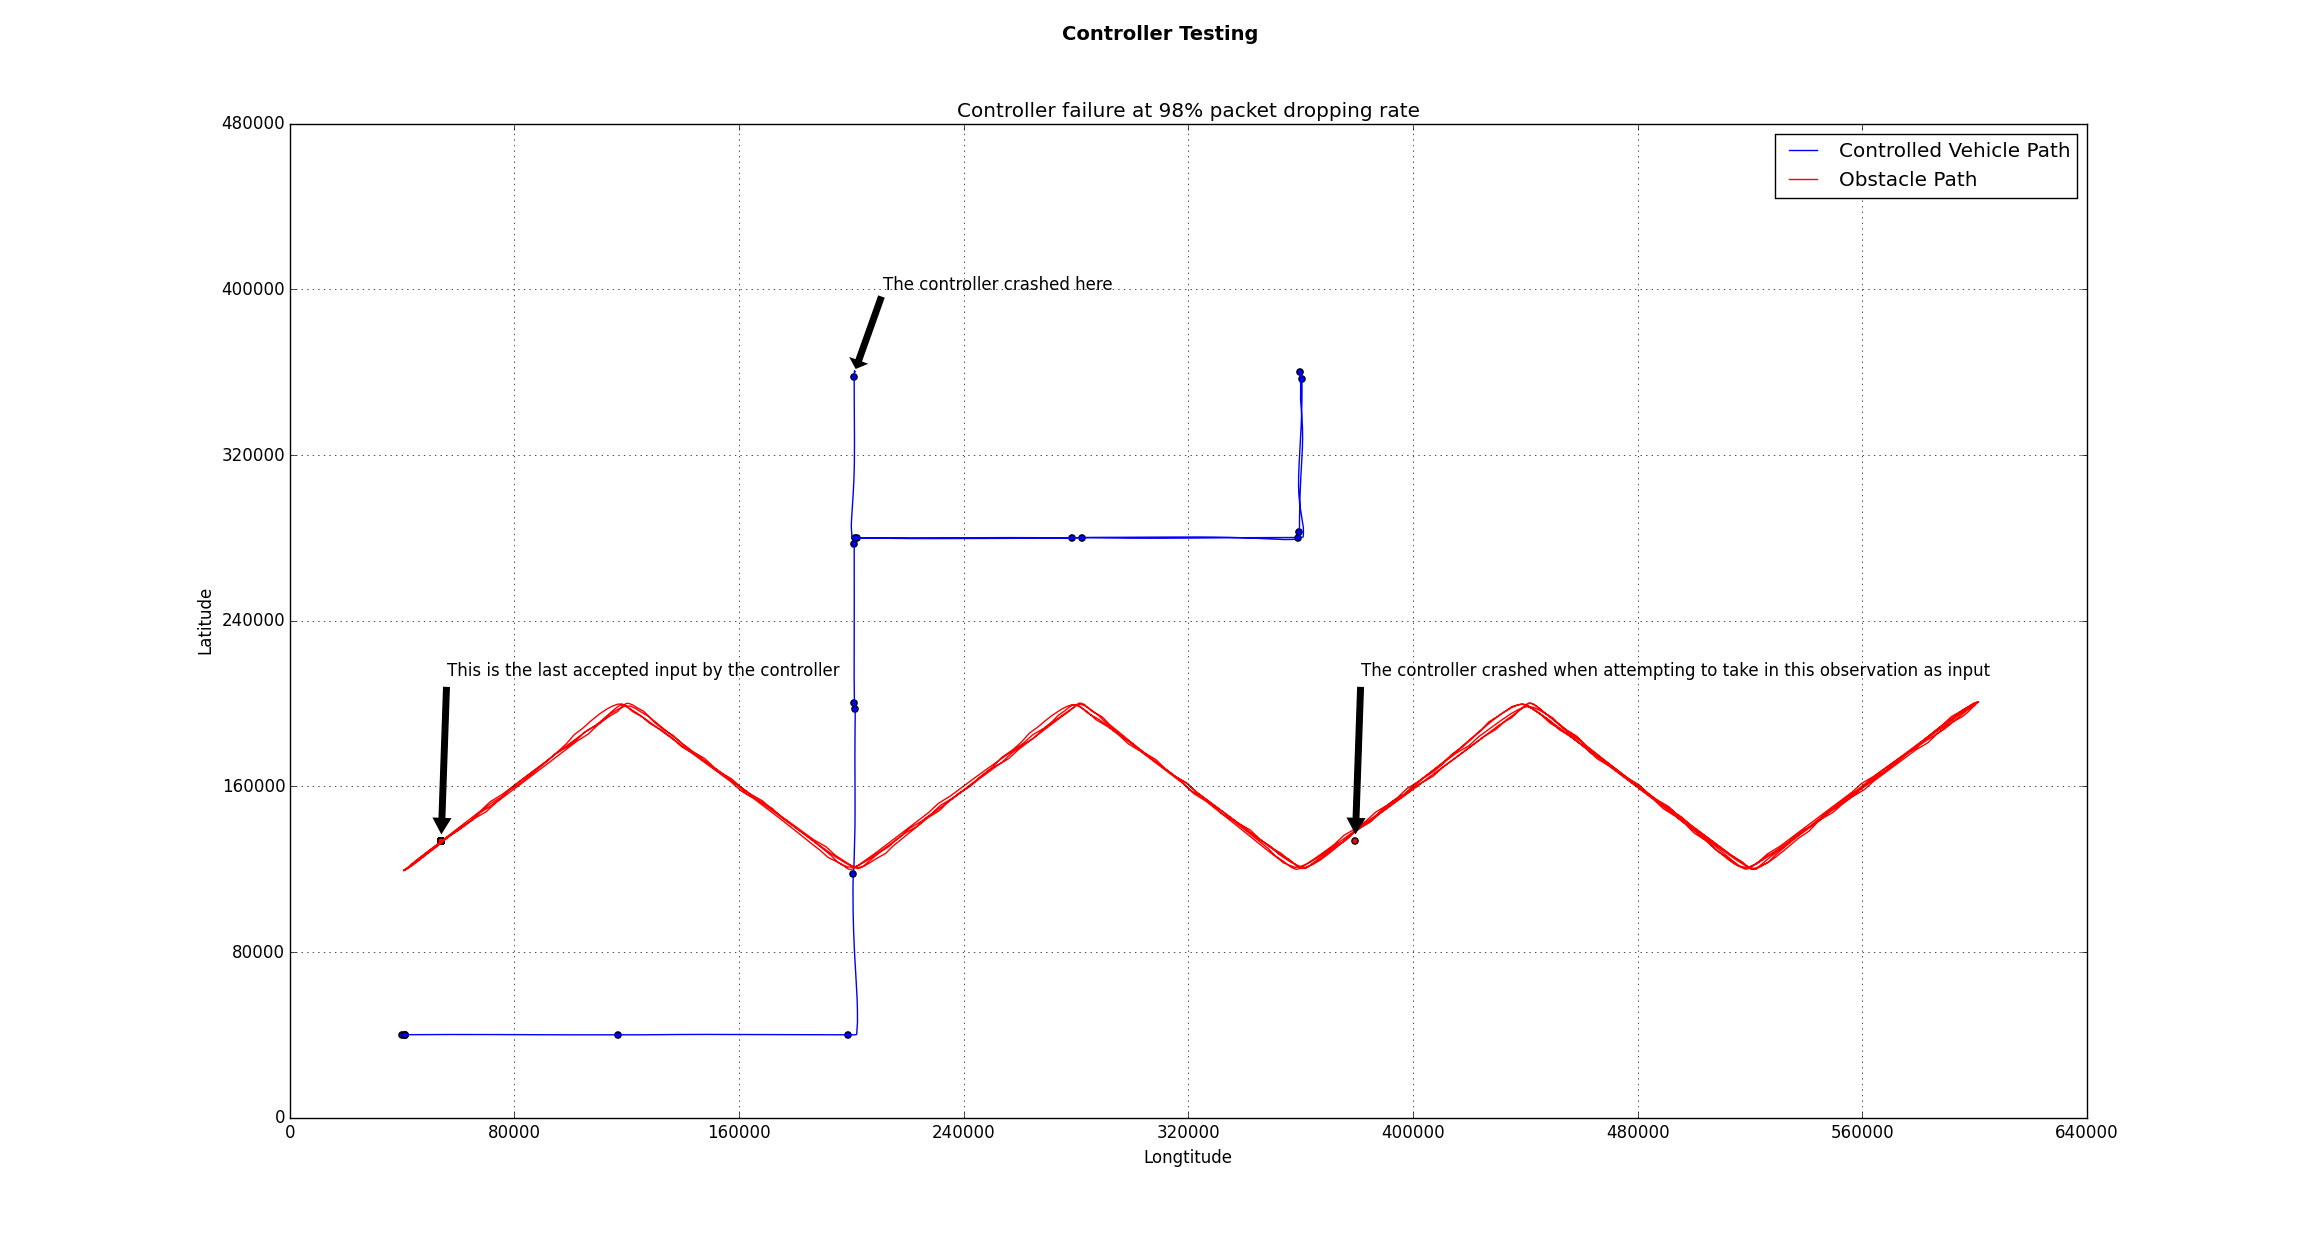 Controller Testing
Controller failure at 98% packet dropping rate
480000
Controlled Vehicle Path
Obstacle Path
400000
The controller crashed here
320000
240000
Latitude
This is the last accepted input by the controller
The controller crashed when attempting to take in this observation as input
160000
80000
0
0 80000 160000 240000 320000 400000 480000 560000 640000
Longtitude